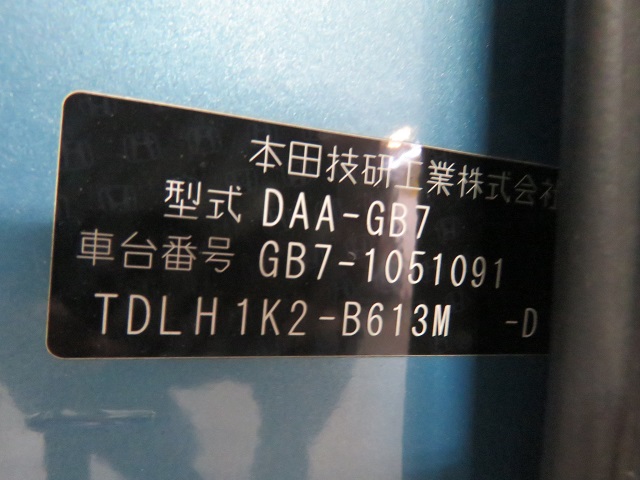 本田技研工業株式会社
型式 DAA-GB7
車台番号 GB7-1051091
TDLH1K2-B613M -D